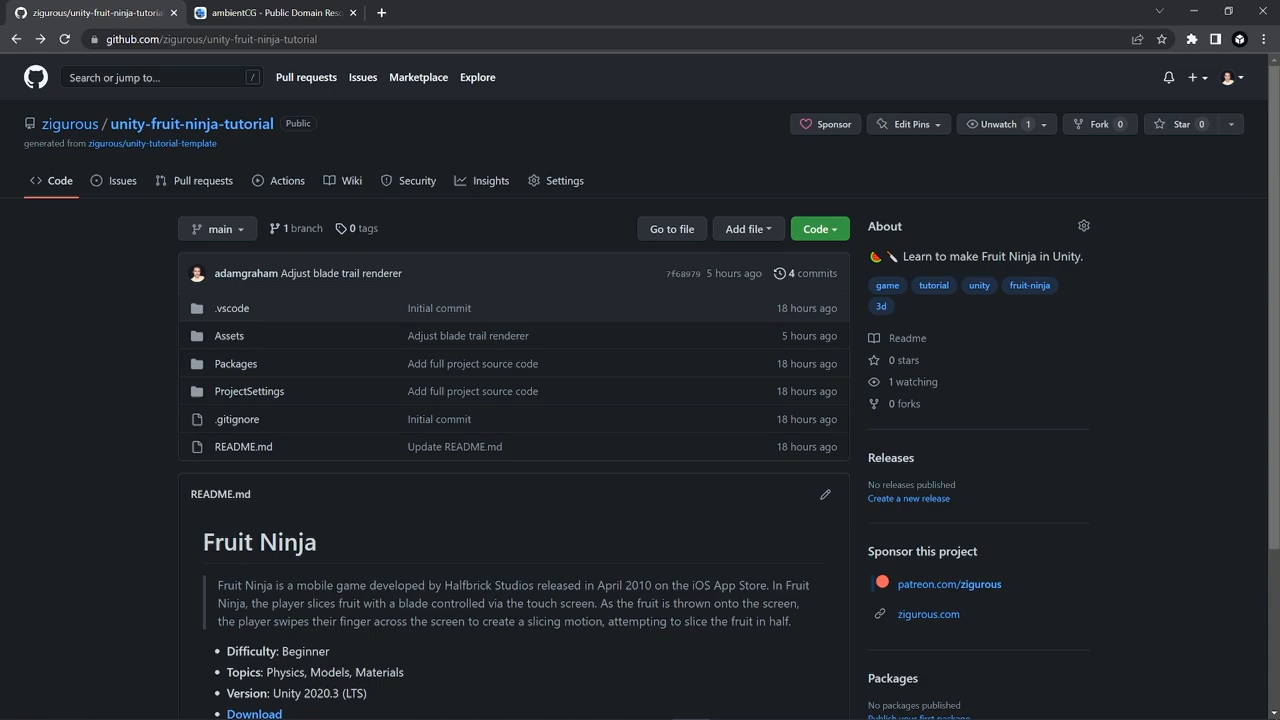 zigurous/unity-fruit-ninja-tutoria
ambientCG - Public Domain Res
github.com/zigurous/unity-fruit-ninja-tutorial
Search or jump to...
/
Pull requests
Issues
Marketplace
Explore
zigurous / unity-fruit-ninja-tutorial
Public
generated from zigurous/unity-tutorial-template
Sponsor
Edit Pins
Unwatch 1
Fork 0
Star 0
Code
Issues
Pull requests
Actions
Wiki
Security
Insights
Settings
main
1 branch
0 tags
Go to file
Add file
Code
adamgraham Adjust blade trail renderer
7f68979 5 hours ago
4 commits
.vscode Initial commit 18 hours ago
Assets Adjust blade trail renderer 5 hours ago
Packages Add full project source code 18 hours ago
ProjectSettings Add full project source code 18 hours ago
.gitignore Initial commit 18 hours ago
README.md Update README.md 18 hours ago
README.md
Fruit Ninja
Fruit Ninja is a mobile game developed by Halfbrick Studios released in April 2010 on the iOS App Store. In Fruit
Ninja, the player slices fruit with a blade controlled via the touch screen. As the fruit is thrown onto the screen,
the player swipes their finger across the screen to create a slicing motion, attempting to slice the fruit in half.
• Difficulty: Beginner
• Topics: Physics, Models, Materials
• Version: Unity 2020.3 (LTS)
• Download
About
🍉 🔪 Learn to make Fruit Ninja in Unity.
game tutorial unity fruit-ninja
3d
Readme
0 stars
1 watching
0 forks
Releases
No releases published
Create a new release
Sponsor this project
patreon.com/zigurous
zigurous.com
Packages
No packages published
Publish your first package